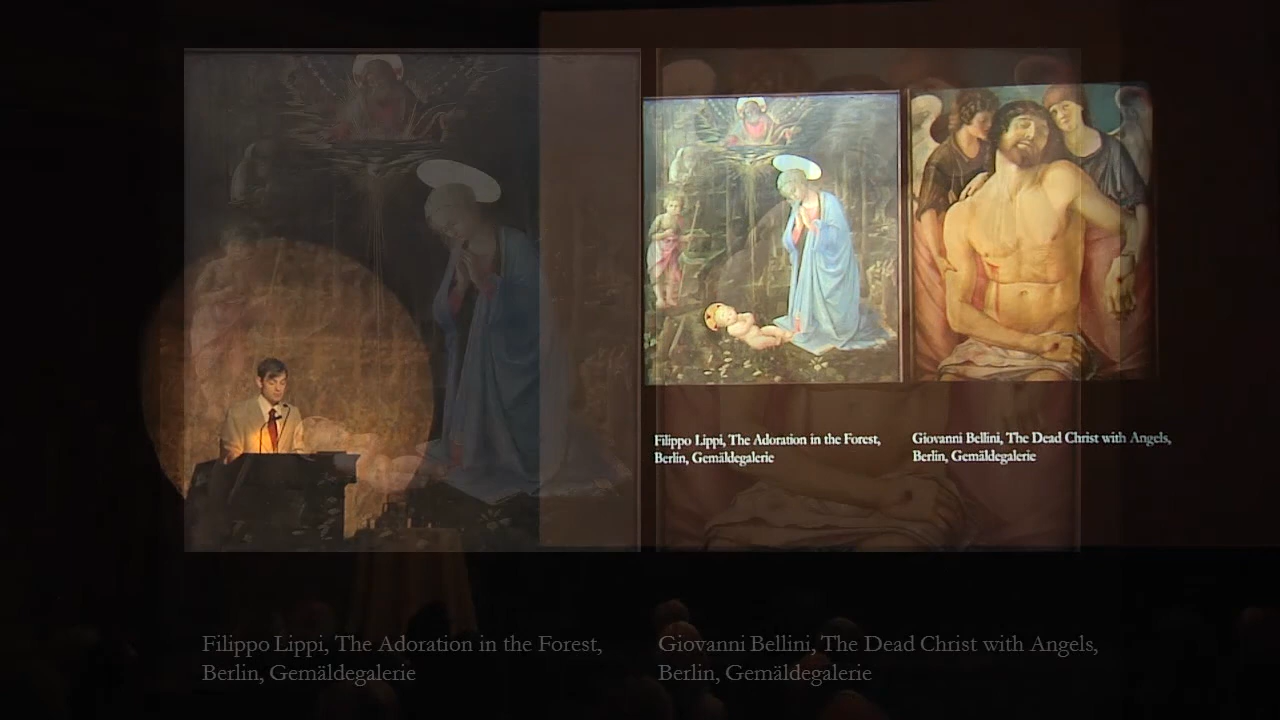 Filippo Lippi, The Adoration in the Forest,
Berlin, Gemäldegalerie
Giovanni Bellini, The Dead Christ with Angels,
Berlin, Gemäldegalerie
Filippo Lippi, The Adoration in the Forest,
Berlin, Gemäldegalerie
Giovanni Bellini, The Dead Christ with Angels,
Berlin, Gemäldegalerie